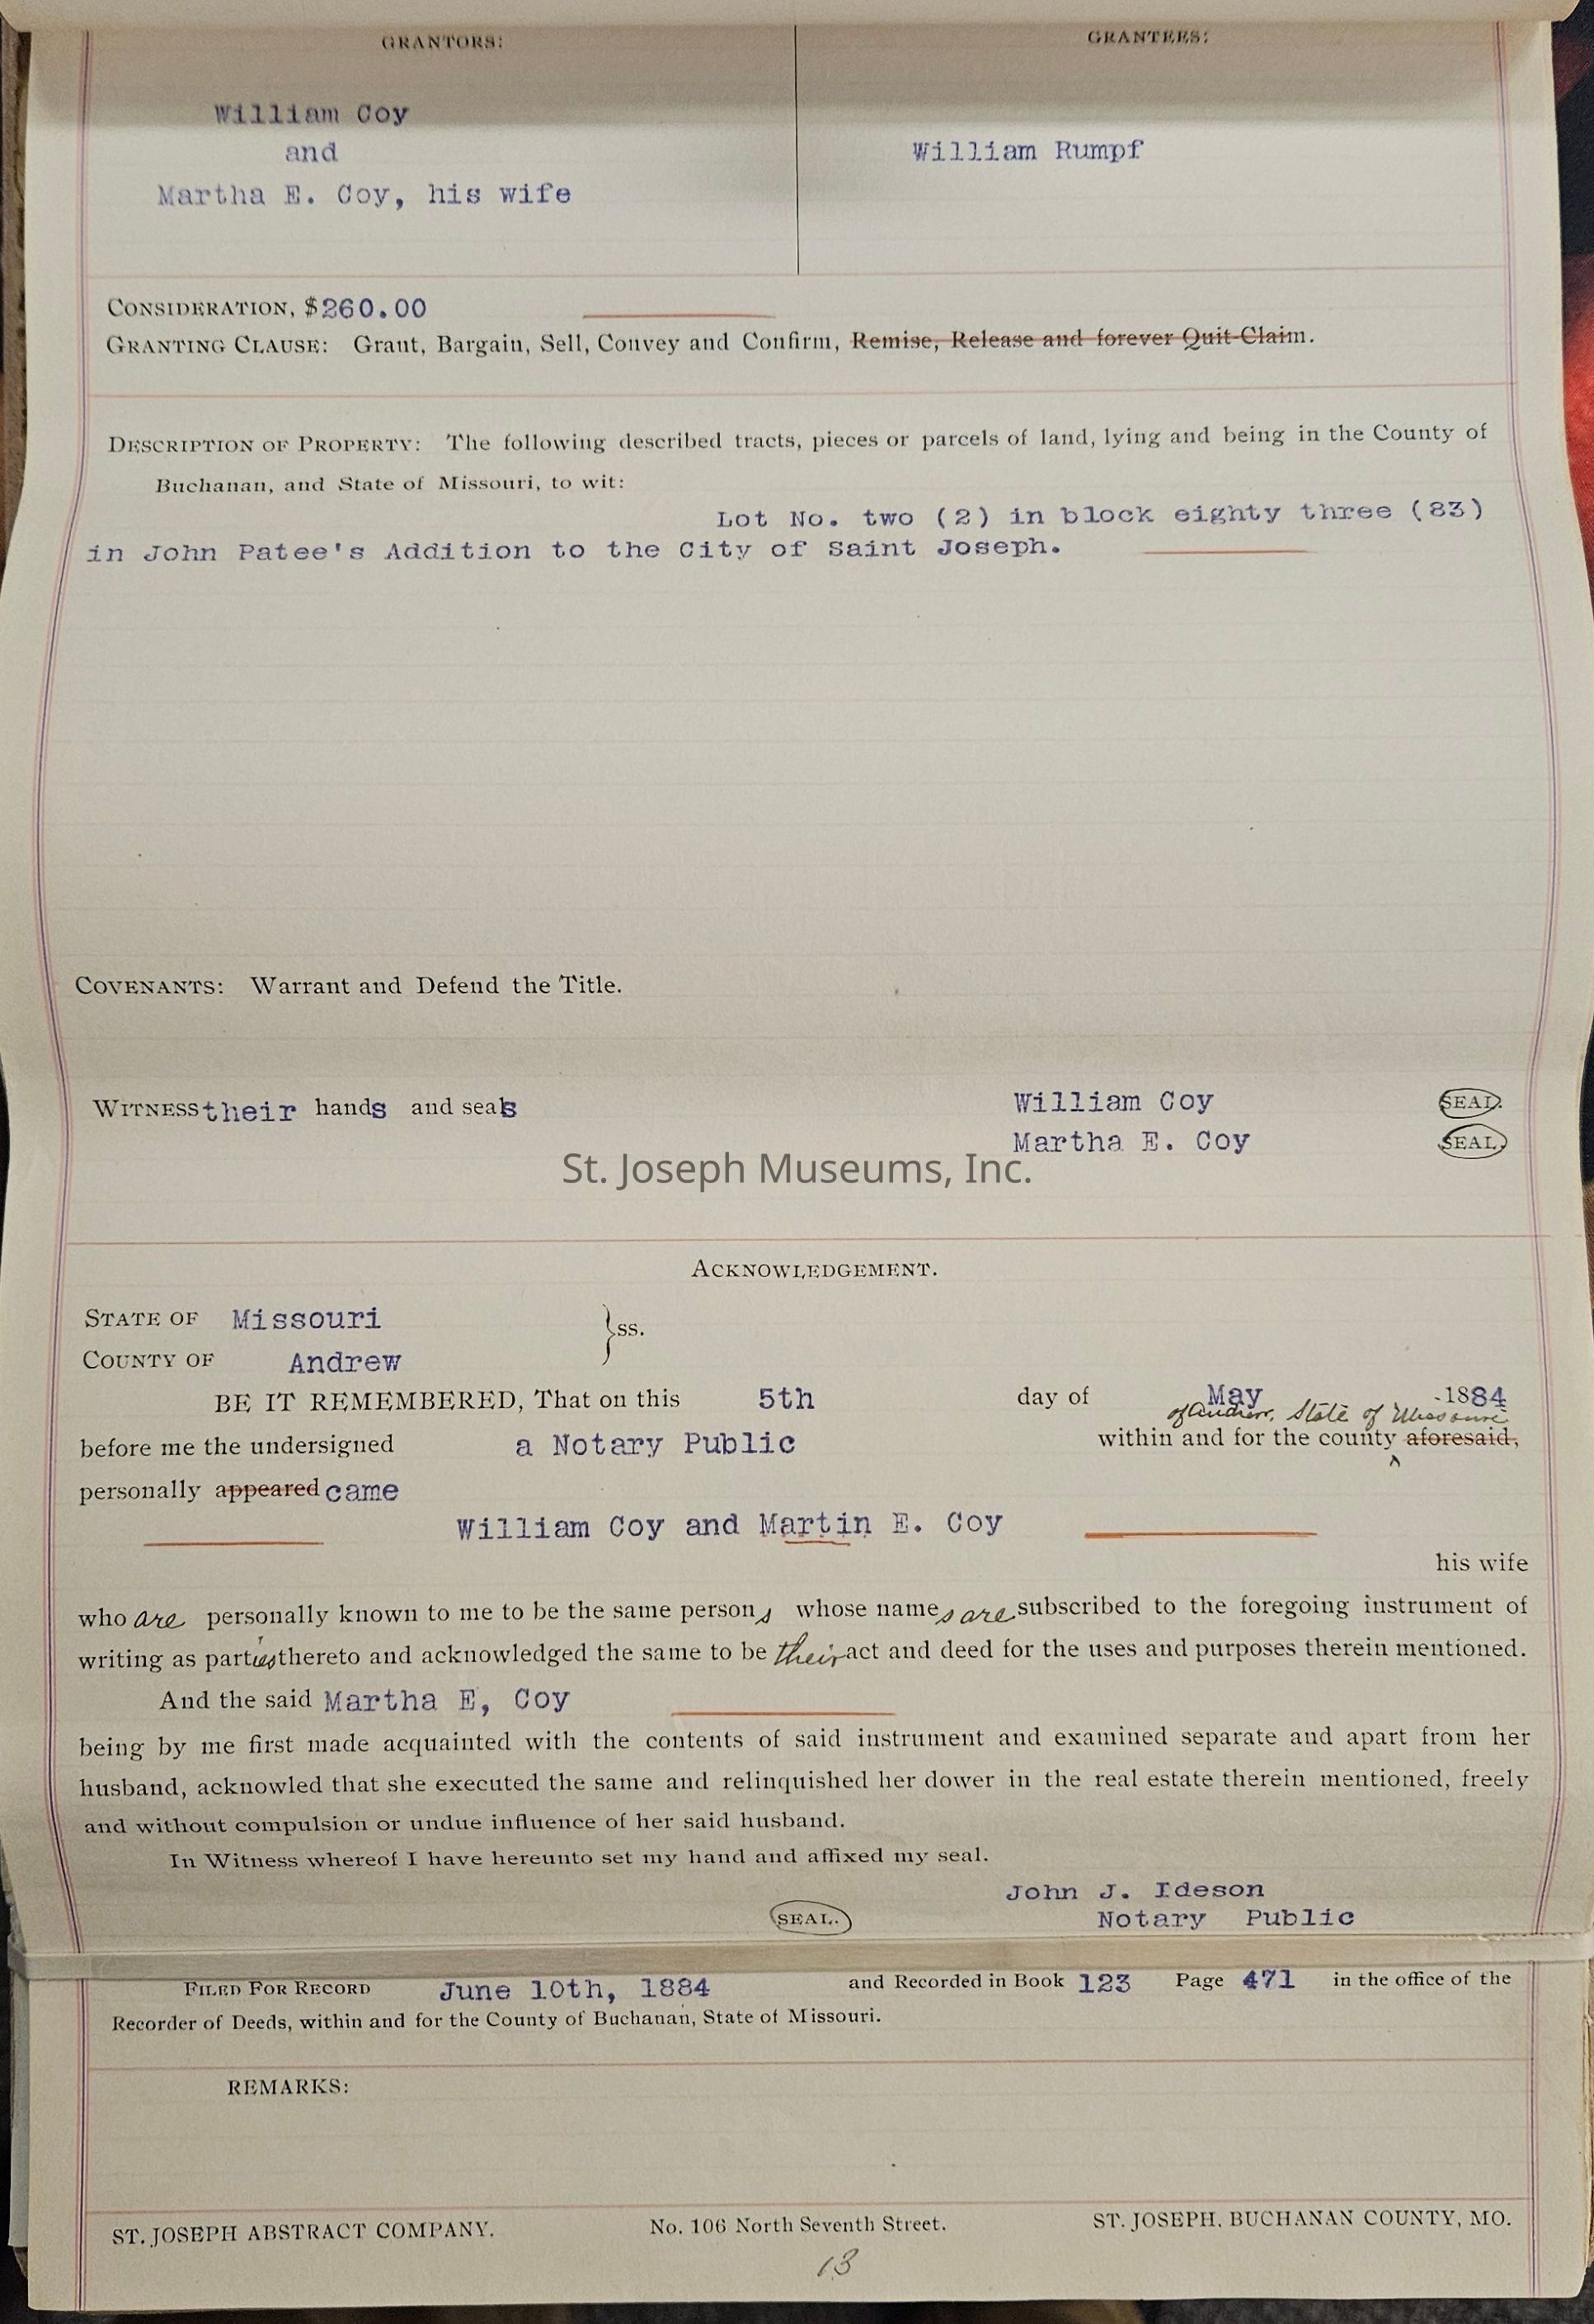 GRANTORS: GRANTEES:
William Coy
and
Martha E. Coy, his wife
William Rumpf
CONSIDERATION, $260.00
GRANTING CLAUSE: Grant, Bargain, Sell, Convey and Confirm, Remise, Release and forever Quit-Claim.
DESCRIPTION OF PROPERTY: The following described tracts, pieces or parcels of land, lying and being in the County of
Buchanan, and State of Missouri, to wit:
Lot No. two (2) in block eighty three (83)
in John Patee's Addition to the City of Saint Joseph.
COVENANTS: Warrant and Defend the Title.
WITNESS their hands and seals William Coy SEAL.
Martha E. Coy SEAL.
St. Joseph Museums, Inc.
ACKNOWLEDGEMENT.
STATE OF Missouri
COUNTY OF Andrew } ss.
BE IT REMEMBERED, That on this 5th day of May 1884
of Andrew, State of Missouri
before me the undersigned a Notary Public within and for the county ^ aforesaid,
personally appeared came
William Coy and Martin E. Coy
his wife
who are personally known to me to be the same persons whose names are subscribed to the foregoing instrument of
writing as parties thereto and acknowledged the same to be their act and deed for the uses and purposes therein mentioned.
And the said Martha E, Coy
being by me first made acquainted with the contents of said instrument and examined separate and apart from her
husband, acknowled that she executed the same and relinquished her dower in the real estate therein mentioned, freely
and without compulsion or undue influence of her said husband.
In Witness whereof I have hereunto set my hand and affixed my seal.
John J. Ideson
SEAL. Notary Public
FILED FOR RECORD June 10th, 1884 and Recorded in Book 123 Page 471 in the office of the
Recorder of Deeds, within and for the County of Buchanan, State of Missouri.
REMARKS:
ST. JOSEPH ABSTRACT COMPANY. No. 106 North Seventh Street. ST. JOSEPH, BUCHANAN COUNTY, MO.
13